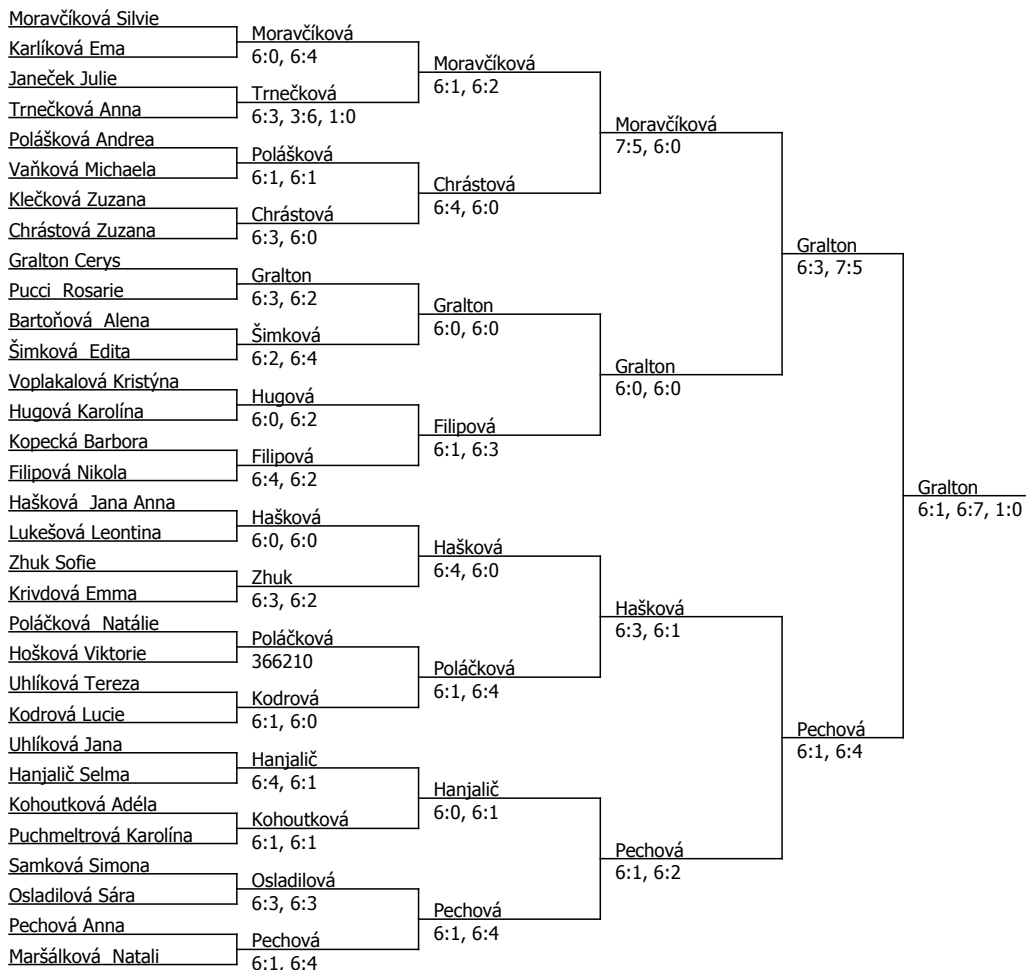 Moravčíková Silvie
Karlíková Ema
Janeček Julie
Trnečková Anna
Polášková Andrea
Vaňková Michaela
Klečková Zuzana
Chrástová Zuzana
Gralton Cerys
Pucci  Rosarie
Bartoňová  Alena
Šimková  Edita
Voplakalová Kristýna
Hugová Karolína
Kopecká Barbora
Filipová Nikola
Hašková  Jana Anna
Lukešová Leontina
Zhuk Sofie
Krivdová Emma
Poláčková  Natálie
Hošková Viktorie
Uhlíková Tereza
Kodrová Lucie
Uhlíková Jana
Hanjalič Selma
Kohoutková Adéla
Puchmeltrová Karolína
Samková Simona
Osladilová Sára
Pechová Anna
Maršálková  Natali
Moravčíková
6:0, 6:4
Trnečková
6:3, 3:6, 1:0
Polášková
6:1, 6:1
Chrástová
6:3, 6:0
Gralton
6:3, 6:2
Šimková
6:2, 6:4
Hugová
6:0, 6:2
Filipová
6:4, 6:2
Hašková
6:0, 6:0
Zhuk
6:3, 6:2
Poláčková
366210
Kodrová
6:1, 6:0
Hanjalič
6:4, 6:1
Kohoutková
6:1, 6:1
Osladilová
6:3, 6:3
Pechová
6:1, 6:4
Moravčíková
6:1, 6:2
Chrástová
6:4, 6:0
Gralton
6:0, 6:0
Filipová
6:1, 6:3
Hašková
6:4, 6:0
Poláčková
6:1, 6:4
Hanjalič
6:0, 6:1
Pechová
6:1, 6:4
Moravčíková
7:5, 6:0
Gralton
6:0, 6:0
Hašková
6:3, 6:1
Pechová
6:1, 6:2
Gralton
6:3, 7:5
Pechová
6:1, 6:4
Gralton
6:1, 6:7, 1:0